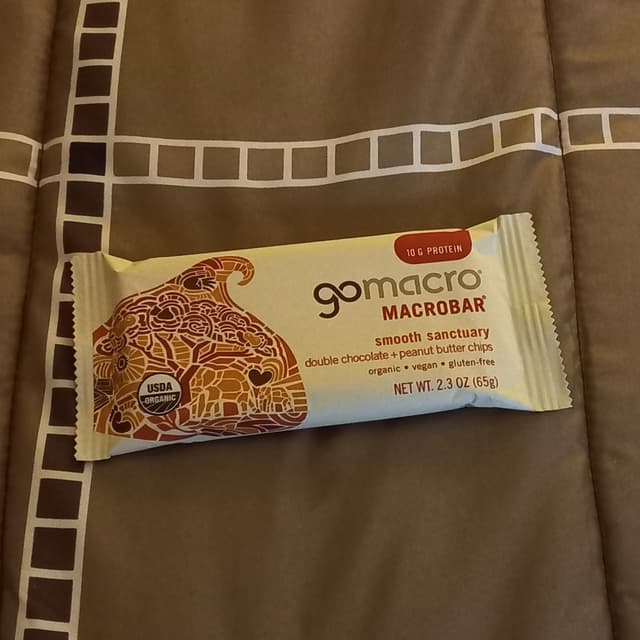 10 G PROTEIN
gomacro®
MACROBAR®
smooth sanctuary
double chocolate + peanut butter chips
organic • vegan • gluten-free
NET WT. 2.3 OZ (65g)
USDA
ORGANIC